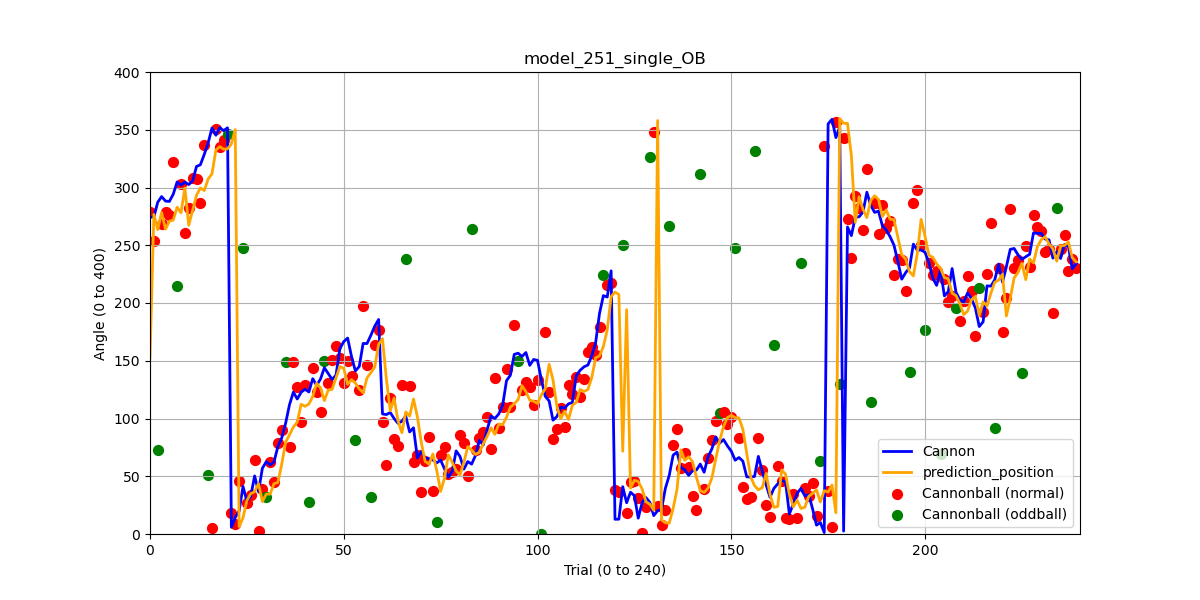 model_251_single_OB
400
350
300
250
200
150
100
50
0
Angle (0 to 400)
0
50
100
150
200
Trial (0 to 240)
Cannon
prediction_position
Cannonball (normal)
Cannonball (oddball)